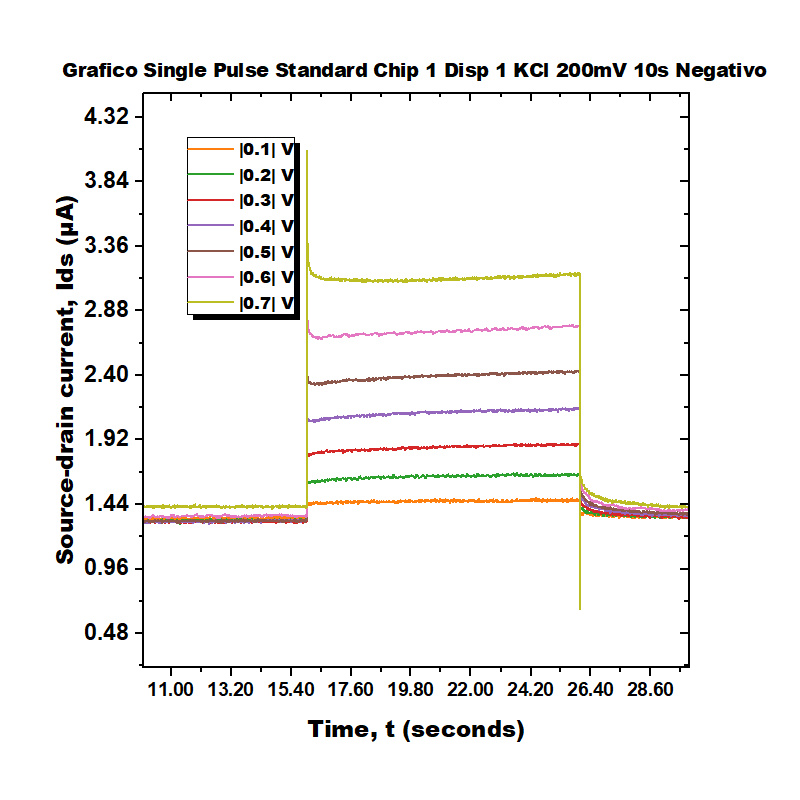 Grafico Single Pulse Standard Chip 1 Disp 1 KCl 200mV 10s Negativo
4.32
3.84
3.36
2.88
2.40
1.92
1.44
0.96
0.48
Source-drain current, Ids (µA)
|0.1| V
|0.2| V
|0.3| V
|0.4| V
|0.5| V
|0.6| V
|0.7| V
11.00 13.20 15.40 17.60 19.80 22.00 24.20 26.40 28.60
Time, t (seconds)